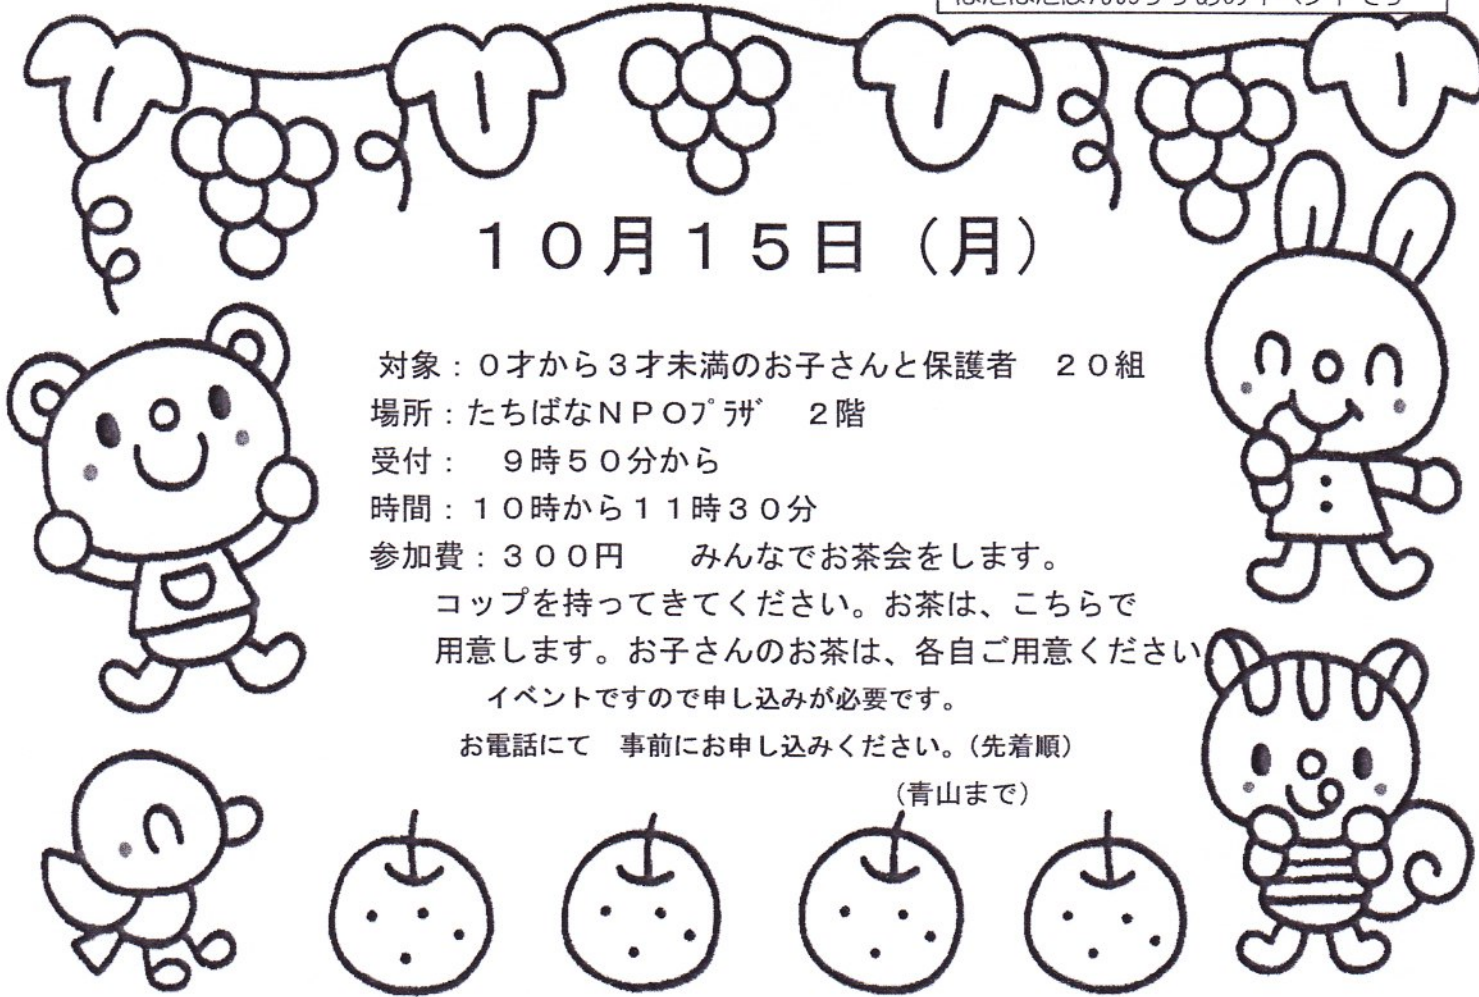 10月15日（月）
対象：0才から3才未満のお子さんと保護者　20組
場所：たちばなNPOﾌﾟﾗｻﾞ　2階
受付：　9時50分から
時間：10時から11時30分
参加費：300円　　みんなでお茶会をします。
コップを持ってきてください。お茶は、こちらで
用意します。お子さんのお茶は、各自ご用意ください
イベントですので申し込みが必要です。
お電話にて　事前にお申し込みください。（先着順）
（青山まで）